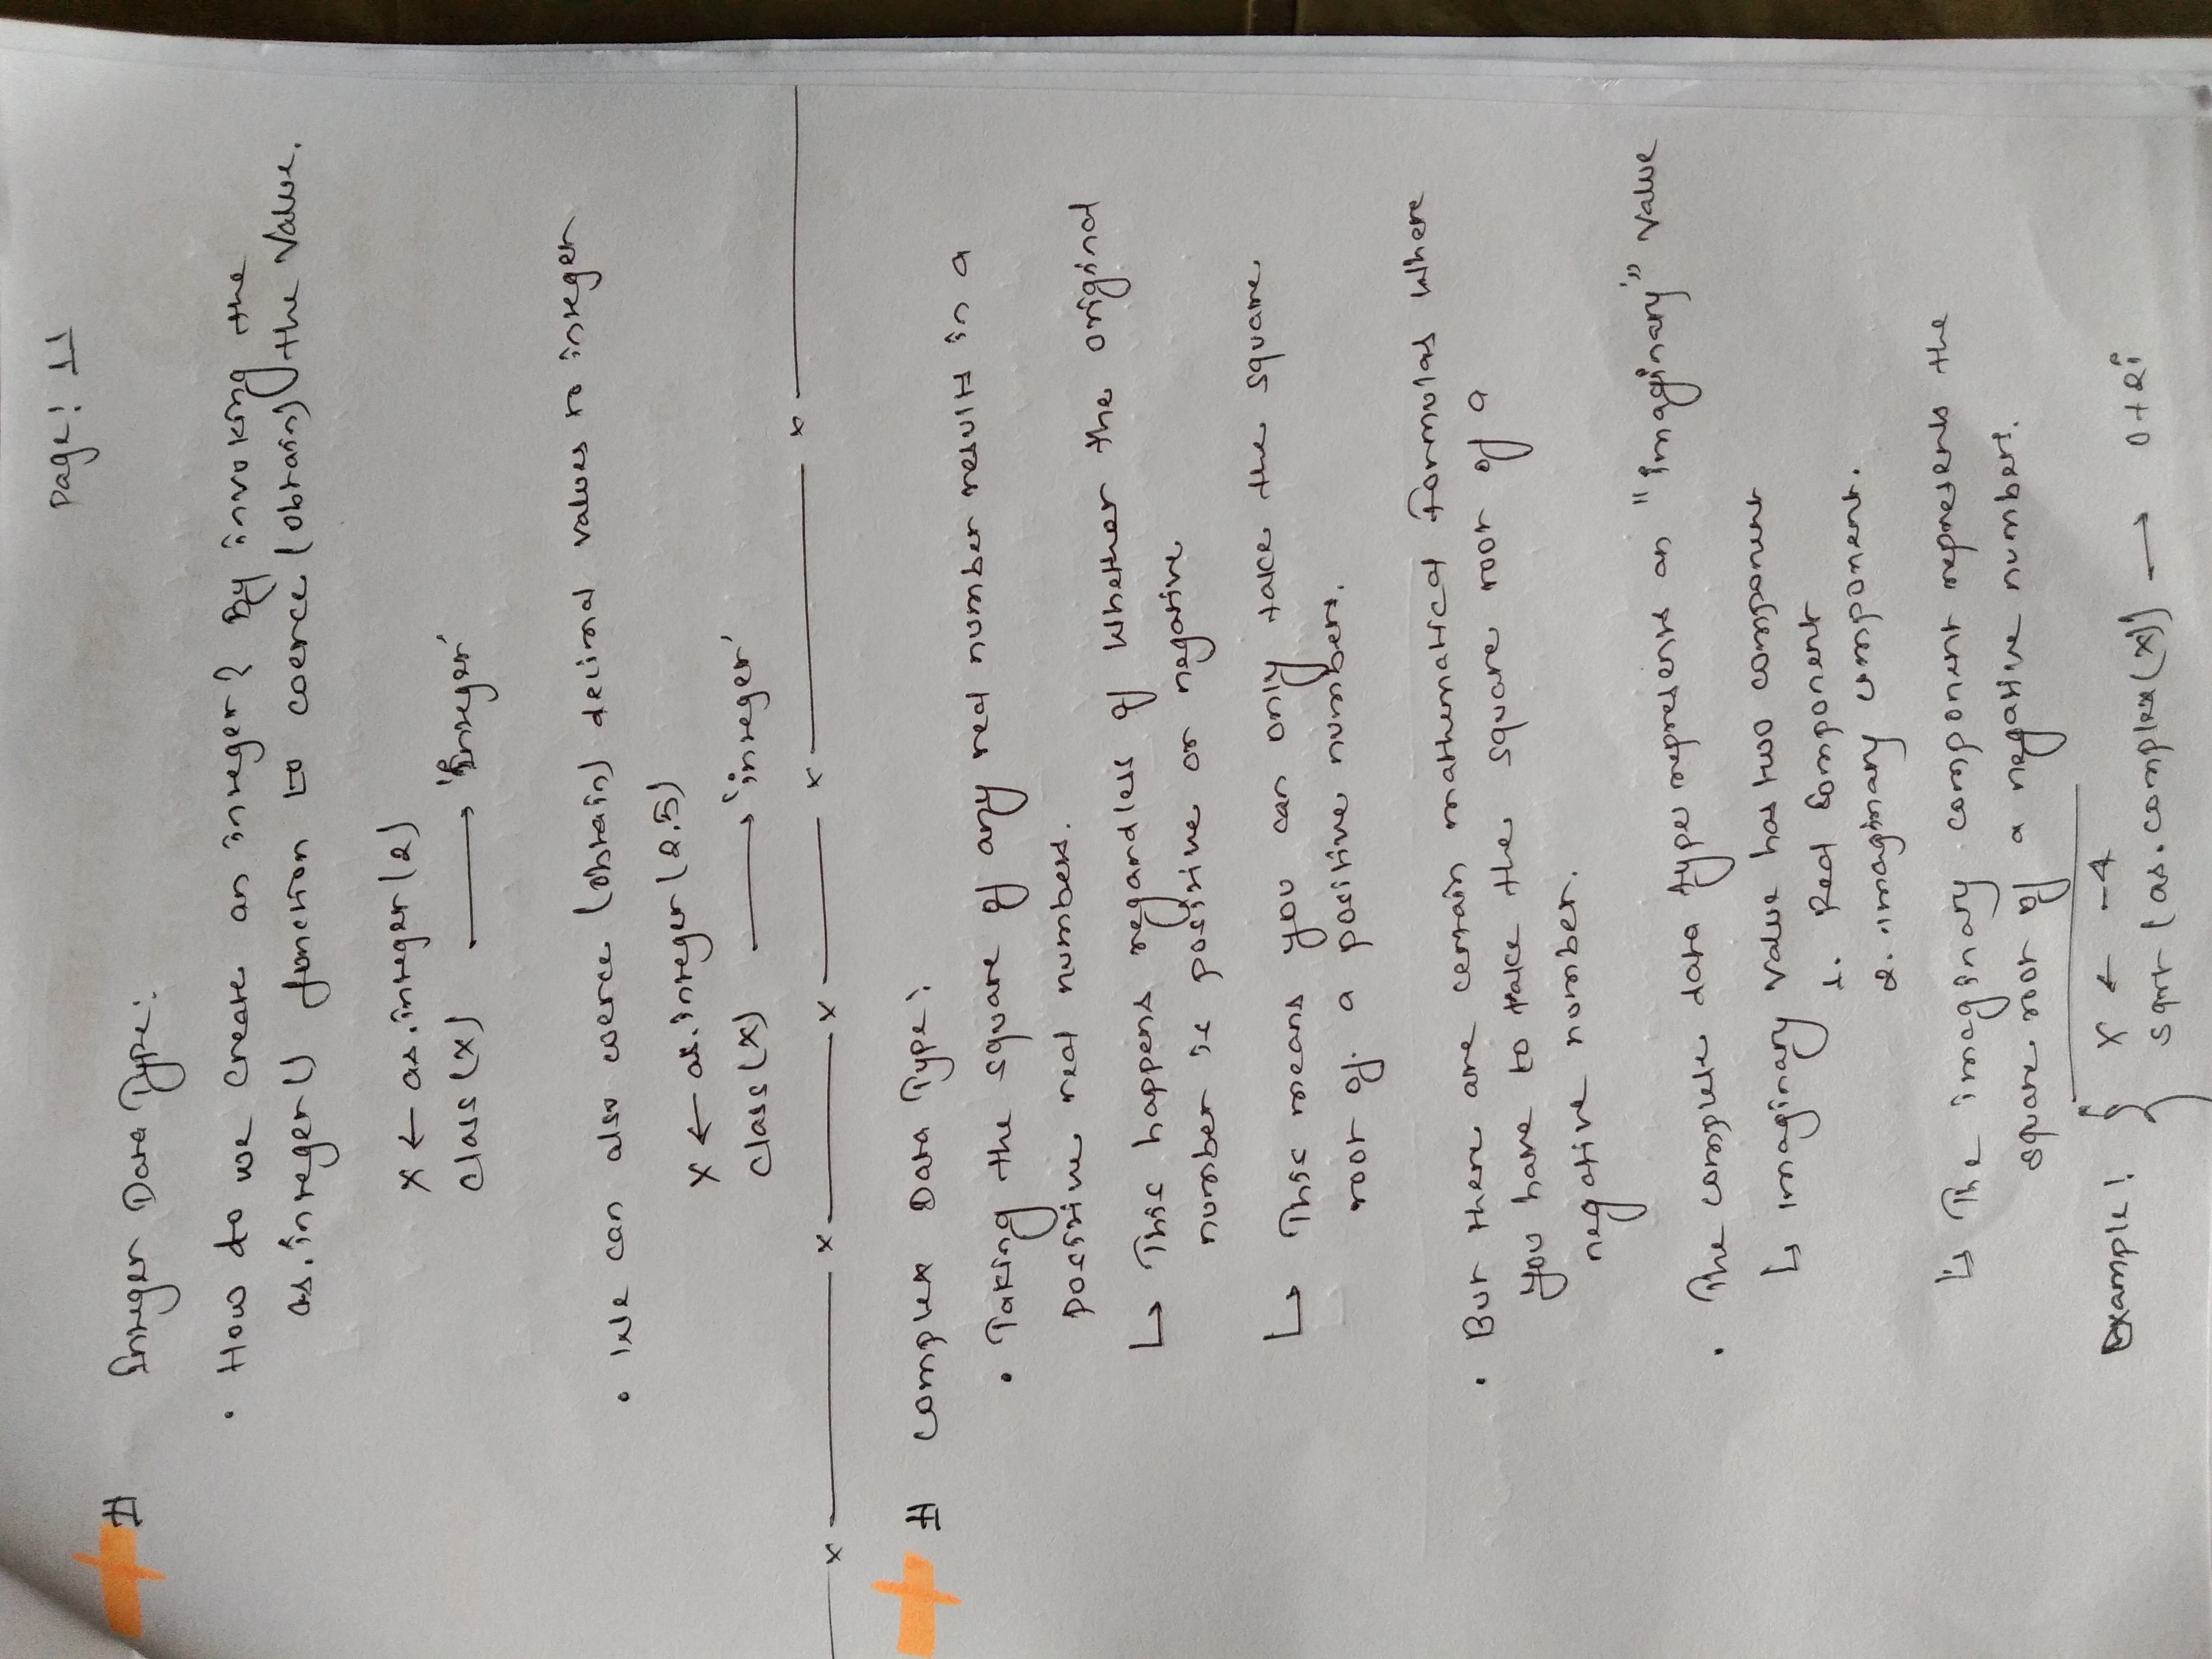 Page: 11
# Integer Data Type:
• How do we create an integer? By invoking the
as.integer() function to coerce (obtain) the value.
x ← as.integer(2)
class(x) → 'Integer'
• We can also coerce (obtain) decimal values to integer
x ← as.integer(2.5)
class(x) → 'integer'
# Complex Data Type:
• Taking the square of any real number results in a
positive real numbers.
↳ This happens regardless of whether the original
number is positive or negative
↳ This means you can only take the square
root of a positive numbers.
• But there are certain mathematical formulas where
you have to take the square root of a
negative number.
• The complete data type represents an "imaginary" value
↳ imaginary value has two component
1. Real Component
2. imaginary component.
↳ The imaginary component represents the
square root of a negative numbers.
Example: { x ← -4
sqrt(as.complex(x)) → 0+2i